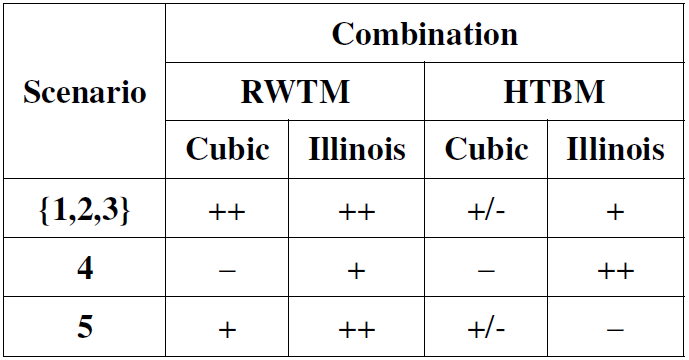 Combination
Scenario RWTM HTBM
Cubic Illinois Cubic Illinois
{1,2,3} ++ ++ +/- +
4 – + – ++
5 + ++ +/- –